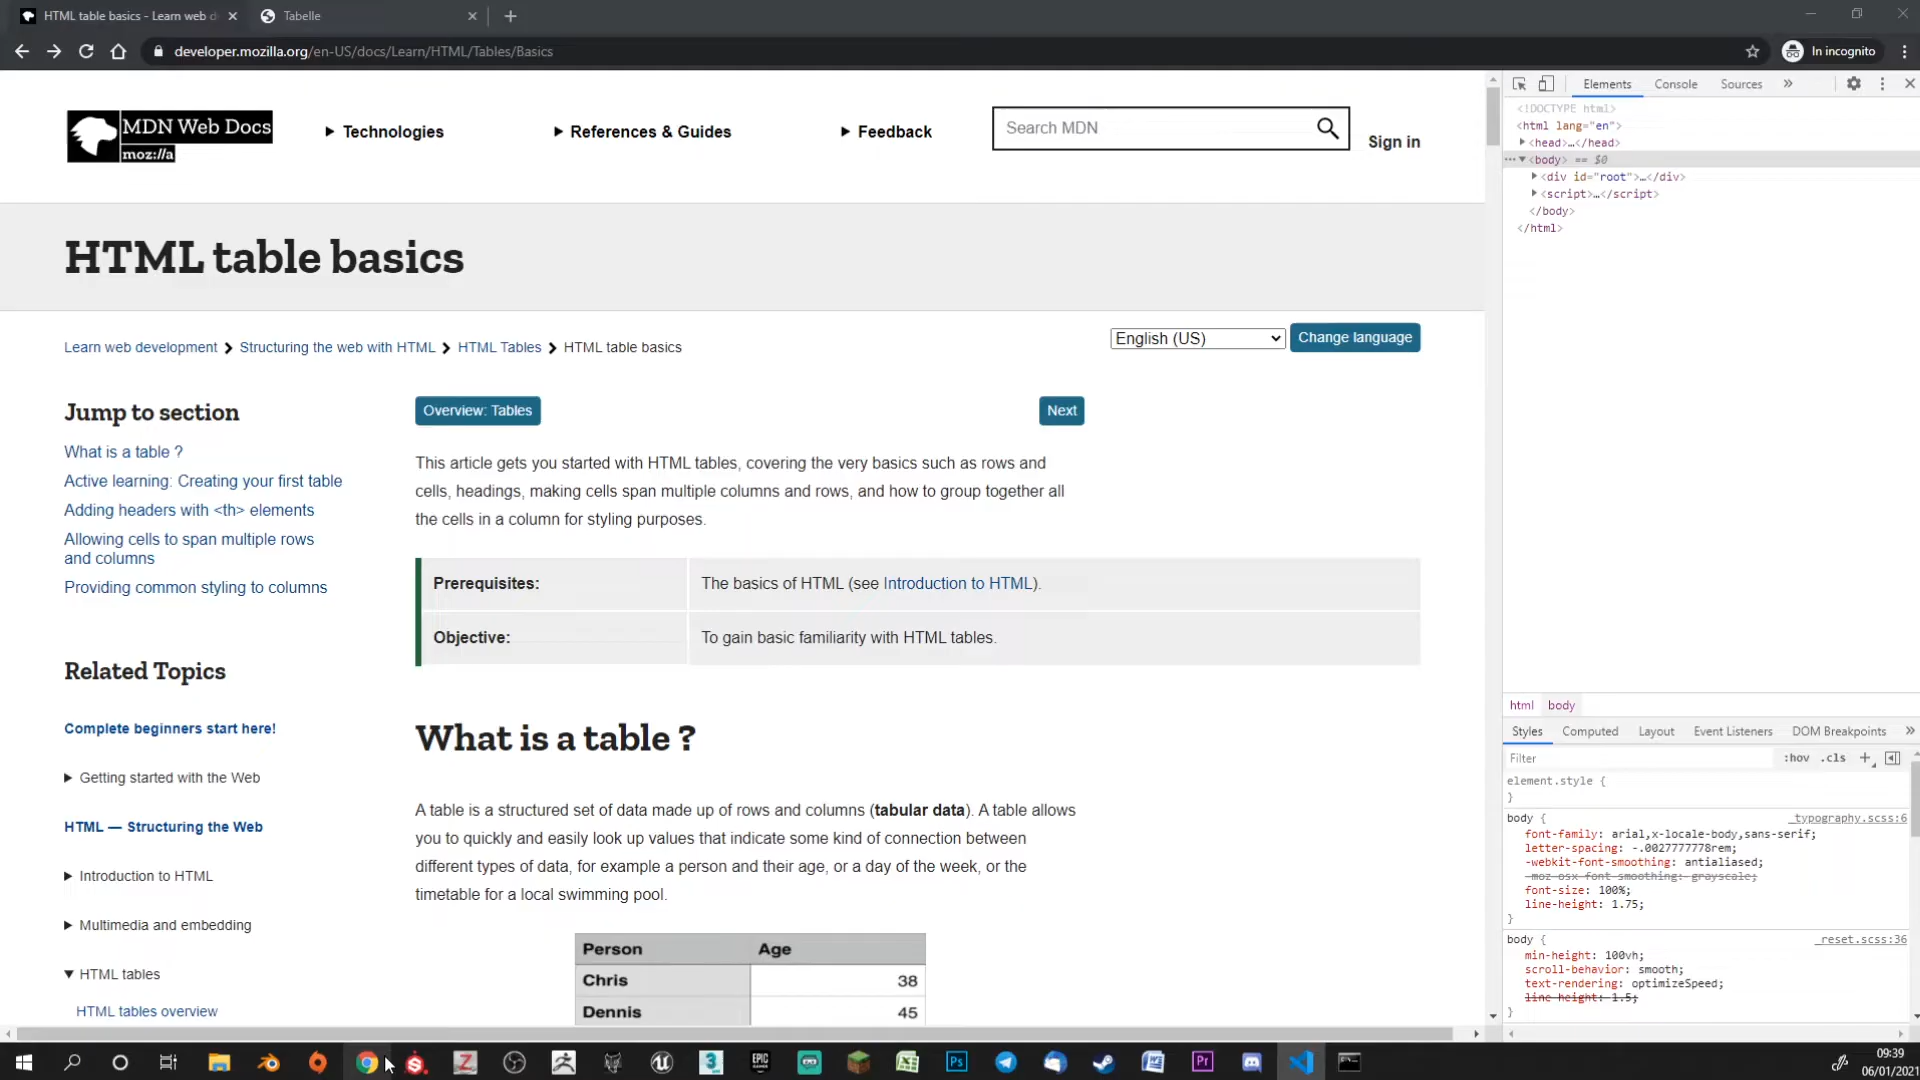 HTML table basics - Learn web d
Tabelle
developer.mozilla.org/en-US/docs/Learn/HTML/Tables/Basics
In incognito
MDN Web Docs
moz://a
Technologies
References & Guides
Feedback
Search MDN
Sign in
HTML table basics
Learn web development
Structuring the web with HTML
HTML Tables
HTML table basics
English (US)
Change language
Jump to section
What is a table ?
Active learning: Creating your first table
Adding headers with <th> elements
Allowing cells to span multiple rows
and columns
Providing common styling to columns
Related Topics
Complete beginners start here!
Getting started with the Web
HTML — Structuring the Web
Introduction to HTML
Multimedia and embedding
HTML tables
HTML tables overview
Overview: Tables
Next
This article gets you started with HTML tables, covering the very basics such as rows and
cells, headings, making cells span multiple columns and rows, and how to group together all
the cells in a column for styling purposes.
Prerequisites:
The basics of HTML (see Introduction to HTML).
Objective:
To gain basic familiarity with HTML tables.
What is a table ?
A table is a structured set of data made up of rows and columns (tabular data). A table allows
you to quickly and easily look up values that indicate some kind of connection between
different types of data, for example a person and their age, or a day of the week, or the
timetable for a local swimming pool.
Person Age
Chris 38
Dennis 45
Elements
Console
Sources
<!DOCTYPE html>
<html lang="en">
<head>…</head>
<body> == $0
<div id="root">…</div>
<script>…</script>
</body>
</html>
html body
Styles
Computed
Layout
Event Listeners
DOM Breakpoints
Filter
:hov .cls
element.style {
}
body {
_typography.scss:6
font-family: arial,x-locale-body,sans-serif;
letter-spacing: -.0027777778rem;
-webkit-font-smoothing: antialiased;
-moz-osx-font-smoothing: grayscale;
font-size: 100%;
line-height: 1.75;
}
body {
_reset.scss:36
min-height: 100vh;
scroll-behavior: smooth;
text-rendering: optimizeSpeed;
line-height: 1.5;
}
EPIC
GAMES
Ps
Pr
09:39
06/01/2021